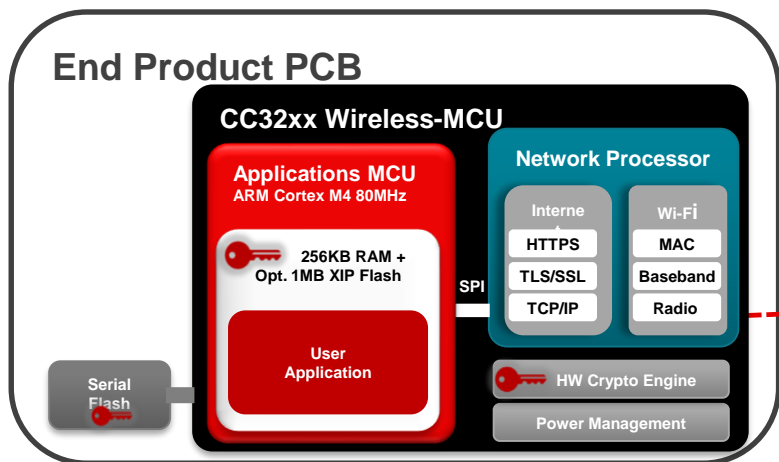 End Product PCB
CC32xx Wireless-MCU
Applications MCU
ARM Cortex M4 80MHz
256KB RAM +
Opt. 1MB XIP Flash
User
Application
SPI
Network Processor
Interne
t
HTTPS
TLS/SSL
TCP/IP
Wi-Fi
MAC
Baseband
Radio
HW Crypto Engine
Power Management
Serial
Flash